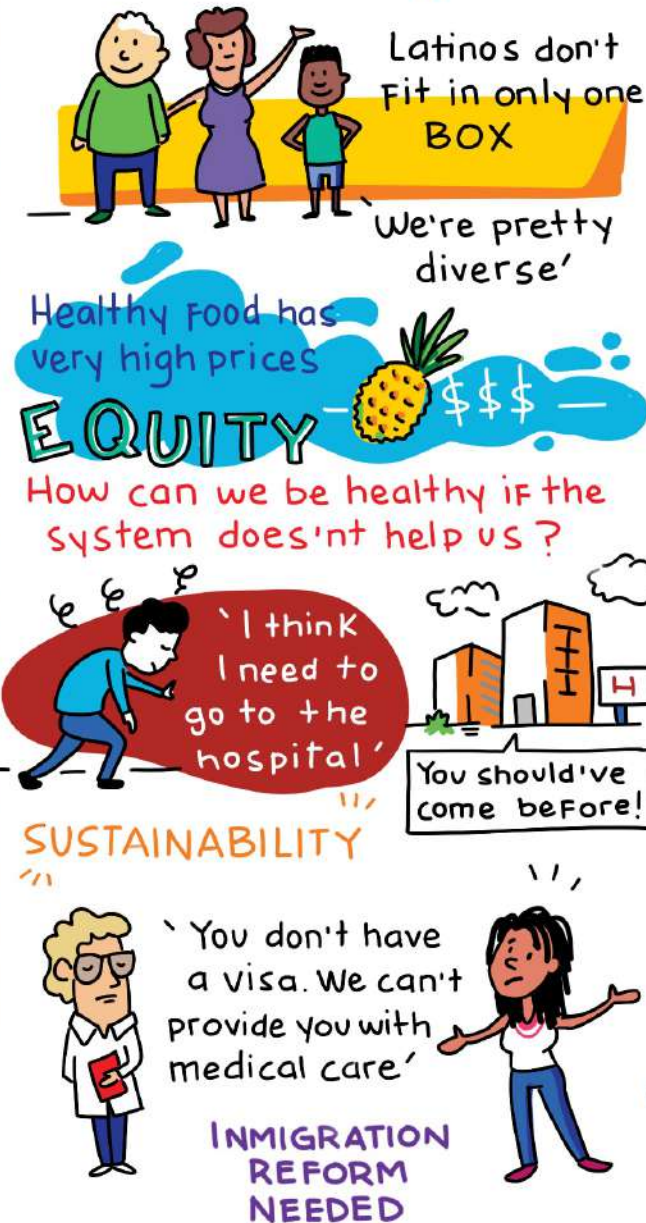 Latinos don't
Fit in only one
BOX
'We're pretty
diverse'
Healthy Food has
very high prices
EQUITY
$$$
How can we be healthy if the
system does'nt help us?
'I think
I need to
go to the
hospital'
H
You should've
come before!
SUSTAINABILITY
'You don't have
a visa. We can't
provide you with
medical care'
INMIGRATION
REFORM
NEEDED